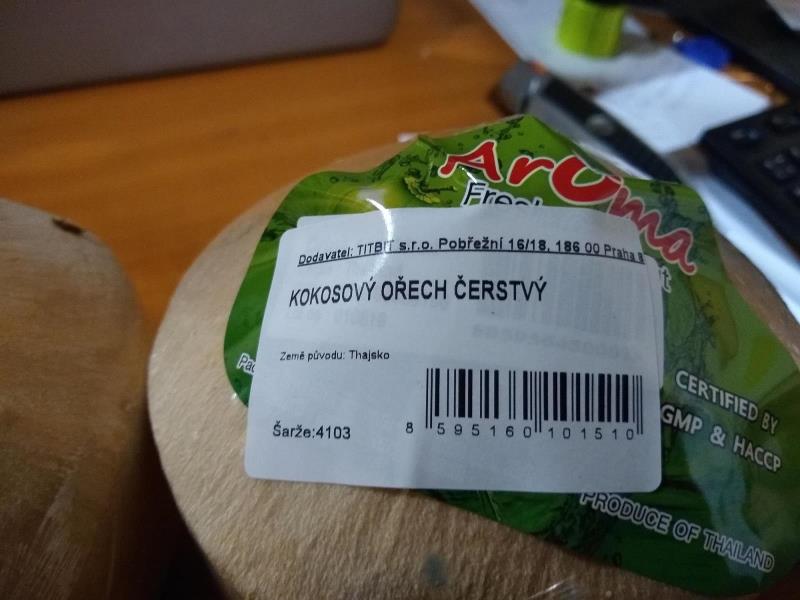 Aroma
Fresh
Dodavatel: TITBIT s.r.o. Pobřežní 16/18, 186 00 Praha 8
KOKOSOVÝ OŘECH ČERSTVÝ
Země původu: Thajsko
Šarže:4103
8 595160 101510
CERTIFIED BY
GMP & HACCP
PRODUCE OF THAILAND